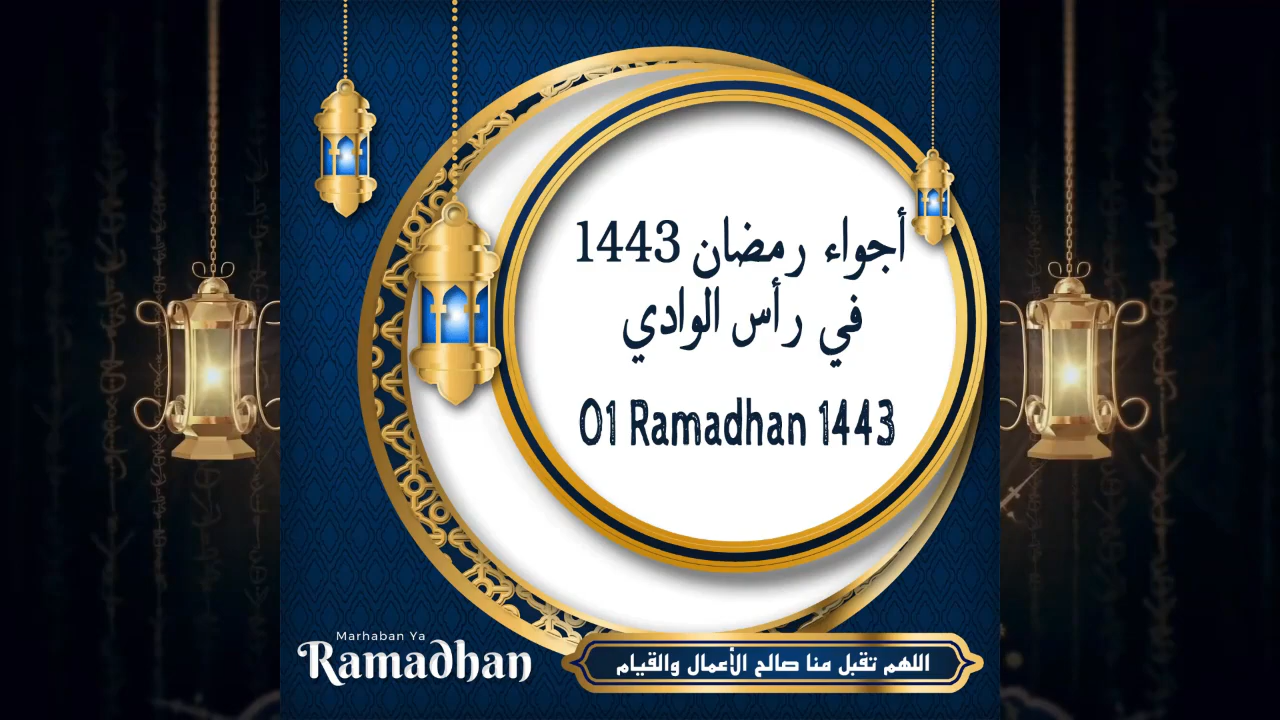 أجواء رمضان 1443
في رأس الوادي
01 Ramadhan 1443
Marhaban Ya
Ramadhan
اللهم تقبل منا صالح الأعمال والقيام